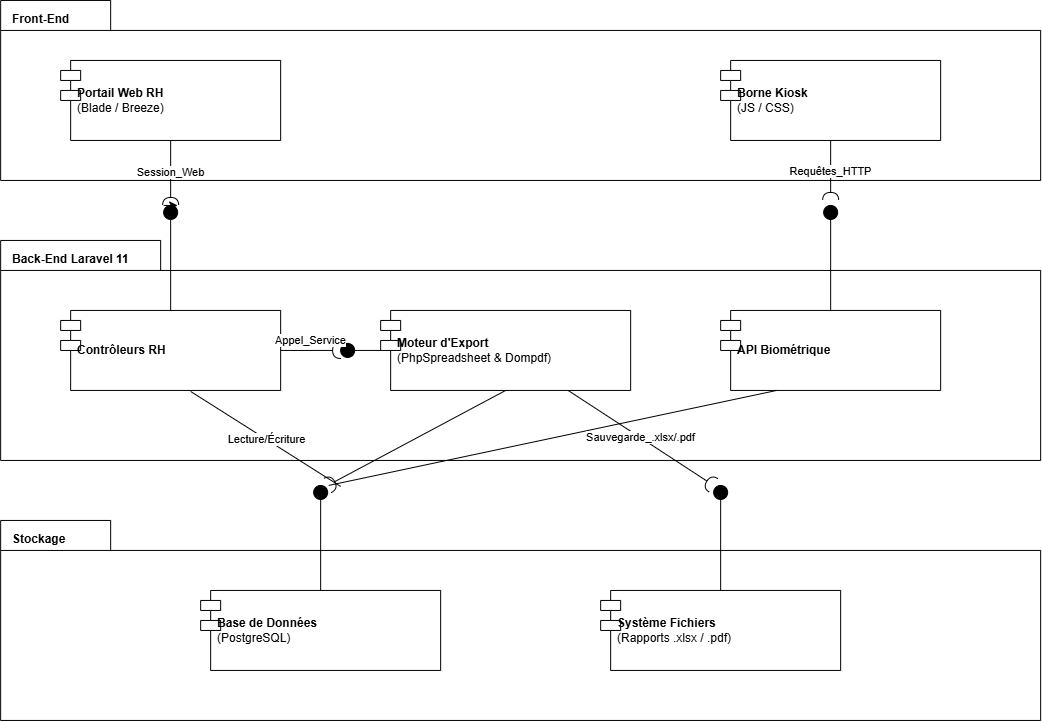 Front-End
Portail Web RH
(Blade / Breeze)
Borne Kiosk
(JS / CSS)
Session_Web
Requêtes_HTTP
Back-End Laravel 11
Contrôleurs RH
Appel_Service
Moteur d'Export
(PhpSpreadsheet & Dompdf)
API Biométrique
Lecture/Écriture
Sauvegarde_.xlsx/.pdf
Stockage
Base de Données
(PostgreSQL)
Système Fichiers
(Rapports .xlsx / .pdf)